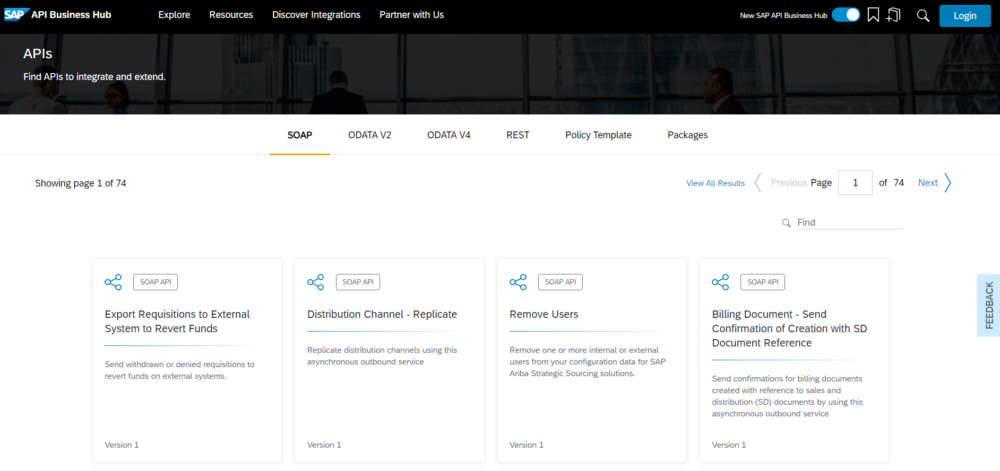 SAP API Business Hub Explore Resources Discover Integrations Partner with Us New SAP API Business Hub Login
APIs
Find APIs to integrate and extend.
SOAP ODATA V2 ODATA V4 REST Policy Template Packages
Showing page 1 of 74 View All Results Previous Page 1 of 74 Next
Find
SOAP API
Export Requisitions to External
System to Revert Funds
Send withdrawn or denied requisitions to
revert funds on external systems.
Version 1
SOAP API
Distribution Channel - Replicate
Replicate distribution channels using this
asynchronous outbound service
Version 1
SOAP API
Remove Users
Remove one or more internal or external
users from your configuration data for SAP
Ariba Strategic Sourcing solutions.
Version 1
SOAP API
Billing Document - Send
Confirmation of Creation with SD
Document Reference
Send confirmations for billing documents
created with reference to sales and
distribution (SD) documents by using this
asynchronous outbound service
Version 1
FEEDBACK